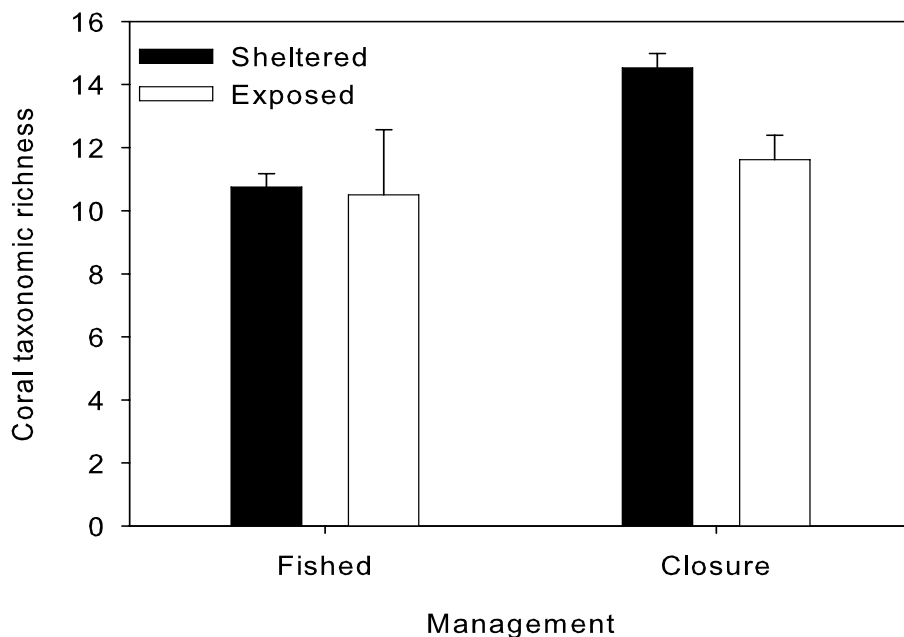 Coral taxonomic richness
16
14
12
10
8
6
4
2
0
Sheltered
Exposed
Fished
Closure
Management